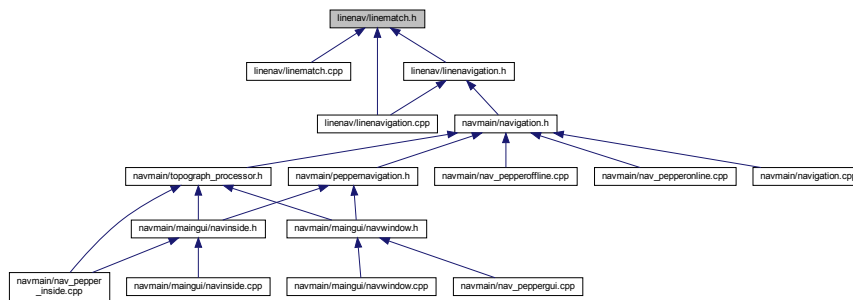 linenav/linematch.h
linenav/linematch.cpp
linenav/linenavigation.h
linenav/linenavigation.cpp
navmain/navigation.h
navmain/topograph_processor.h
navmain/peppernavigation.h
navmain/nav_pepperoffline.cpp
navmain/nav_pepperonline.cpp
navmain/navigation.cpp
navmain/maingui/navinside.h
navmain/maingui/navwindow.h
navmain/nav_pepper
_inside.cpp
navmain/maingui/navinside.cpp
navmain/maingui/navwindow.cpp
navmain/nav_peppergui.cpp